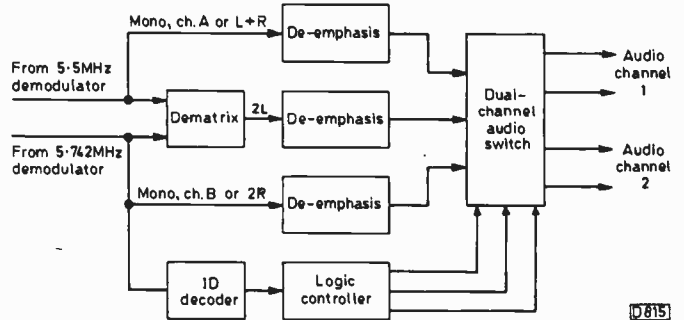 Mono, ch. A or L+R
De-emphasis
From 5·5MHz
demodulator
Dematrix
2L
De-emphasis
From 5·742MHz
demodulator
Mono, ch. B or 2R
De-emphasis
ID
decoder
Logic
controller
Dual-
channel
audio
switch
Audio
channel
1
Audio
channel
2
D815